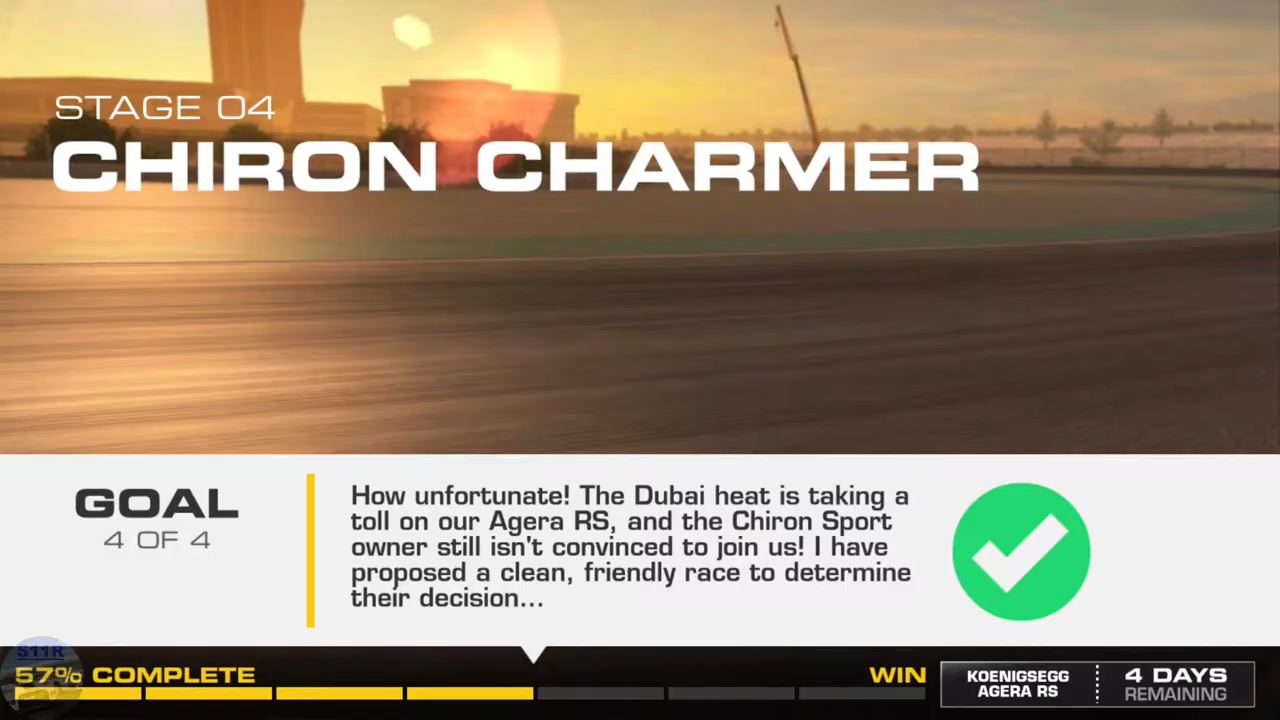 STAGE 04
CHIRON CHARMER
GOAL
4 OF 4
How unfortunate! The Dubai heat is taking a
toll on our Agera RS, and the Chiron Sport
owner still isn't convinced to join us! I have
proposed a clean, friendly race to determine
their decision...
S11R
57% COMPLETE
WIN
KOENIGSEGG
AGERA RS
4 DAYS
REMAINING